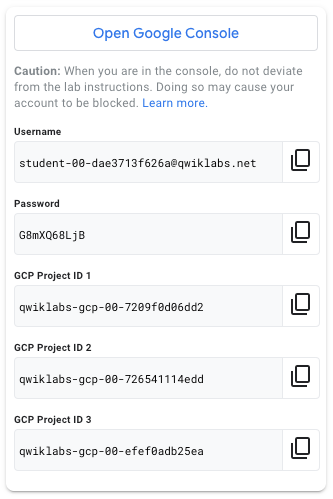 Open Google Console
Caution: When you are in the console, do not deviate
from the lab instructions. Doing so may cause your
account to be blocked. Learn more.
Username
student-00-dae3713f626a@qwiklabs.net
Password
G8mXQ68LjB
GCP Project ID 1
qwiklabs-gcp-00-7209f0d06dd2
GCP Project ID 2
qwiklabs-gcp-00-726541114edd
GCP Project ID 3
qwiklabs-gcp-00-efef0adb25ea